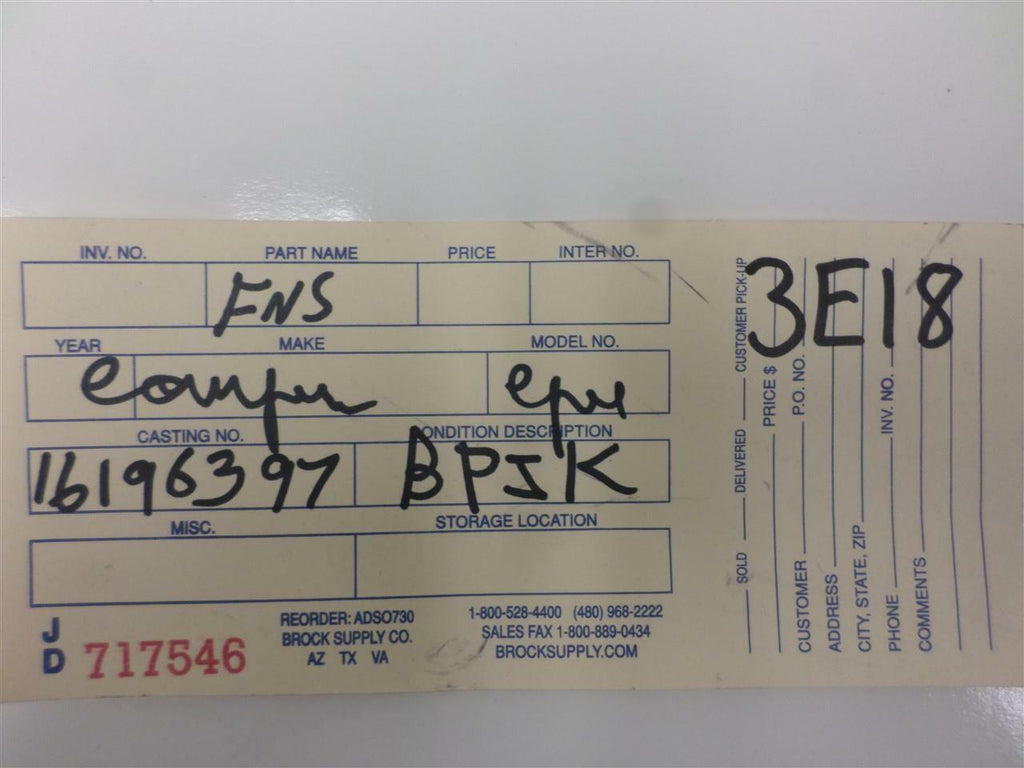 INV. NO. PART NAME PRICE INTER NO.
FNS
YEAR MAKE MODEL NO.
CASTING NO. CONDITION DESCRIPTION
16196397 BPJK
MISC. STORAGE LOCATION
REORDER: ADSO730
BROCK SUPPLY CO.
AZ TX VA
1-800-528-4400 (480) 968-2222
SALES FAX 1-800-889-0434
BROCKSUPPLY.COM
JD 717546
3E18
SOLD DELIVERED CUSTOMER PICK-UP
PRICE $
CUSTOMER P.O. NO.
ADDRESS
CITY, STATE, ZIP
PHONE INV. NO.
COMMENTS